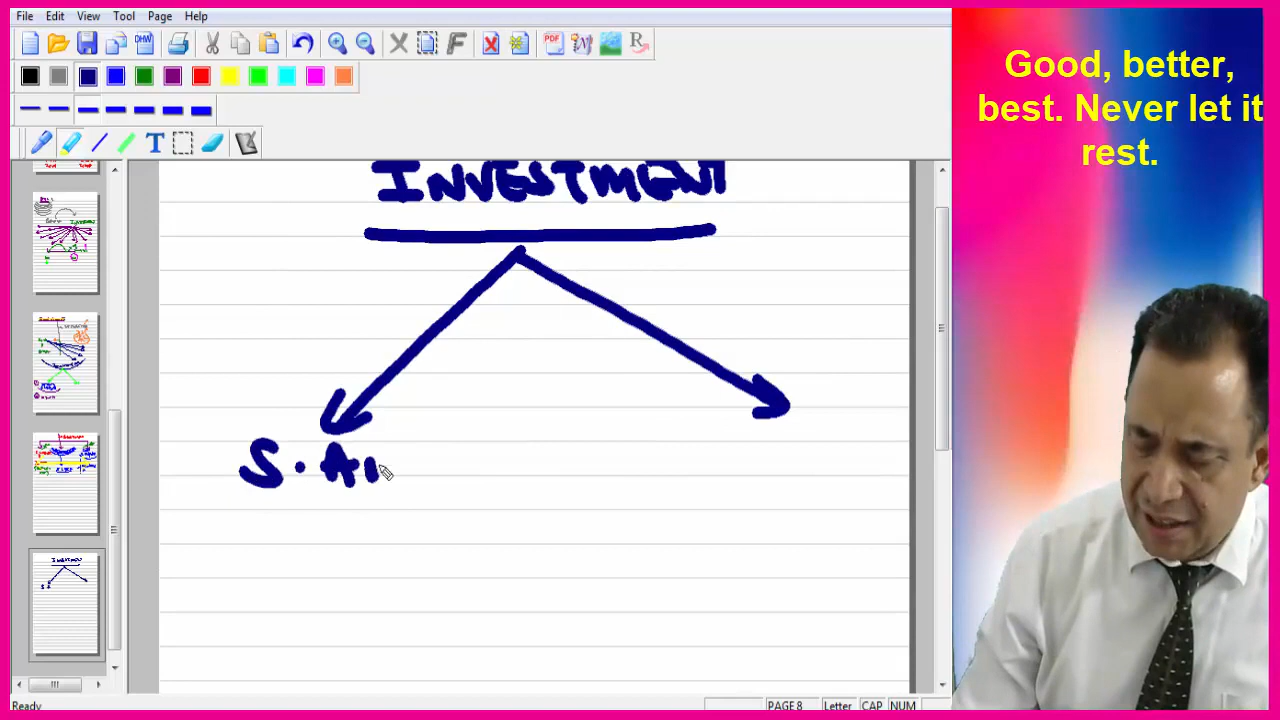 File Edit View Tool Page Help
Good, better,
best. Never let it
rest.
PDF
INVESTMENT
Ready
PAGE 8 Letter CAP NUM